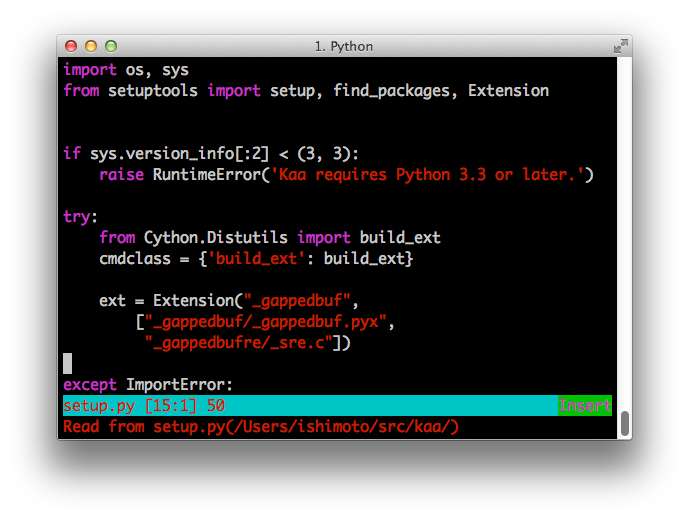 1. Python
import os, sys
from setuptools import setup, find_packages, Extension
if sys.version_info[:2] < (3, 3):
    raise RuntimeError('Kaa requires Python 3.3 or later.')
try:
    from Cython.Distutils import build_ext
    cmdclass = {'build_ext': build_ext}
    ext = Extension("_gappedbuf",
        ["_gappedbuf/_gappedbuf.pyx",
         "_gappedbufre/_sre.c"])
except ImportError:
setup.py [15:1] 50 Insert
Read from setup.py(/Users/ishimoto/src/kaa/)